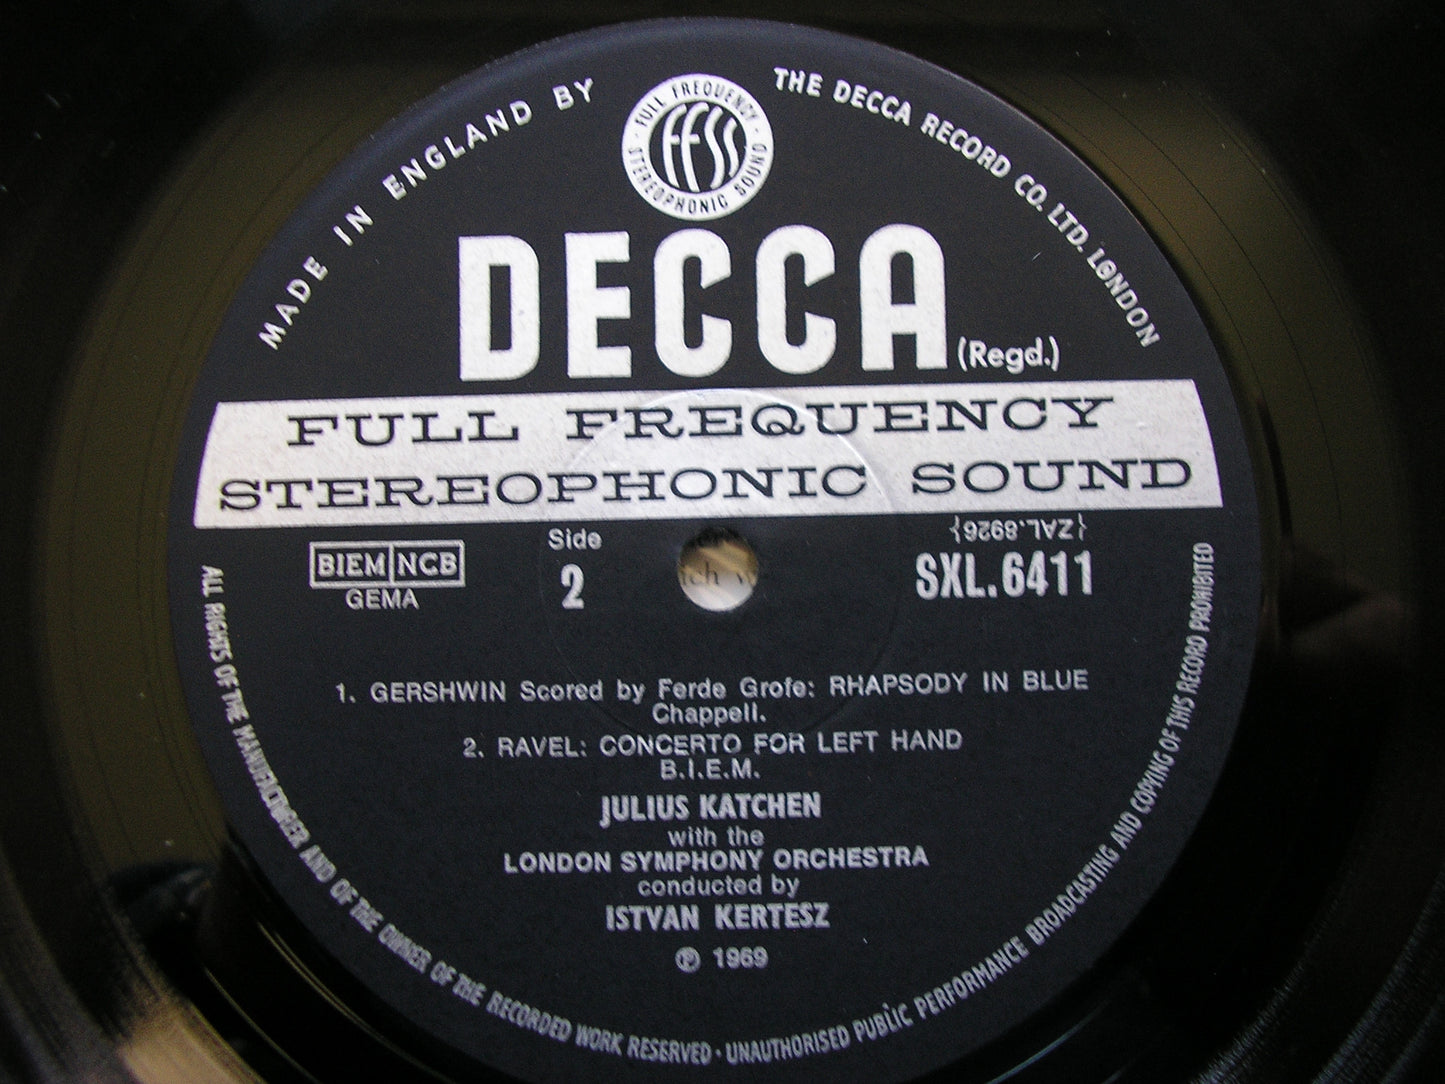 MADE IN ENGLAND BY
THE DECCA RECORD CO. LTD. LONDON
FULL FREQUENCY
ffss
STEREOPHONIC SOUND
DECCA (Regd.)
FULL FREQUENCY
STEREOPHONIC SOUND
BIEM NCB
GEMA
Side
2
{ZAL.8926}
SXL.6411
1. GERSHWIN Scored by Ferde Grofe: RHAPSODY IN BLUE
Chappell.
2. RAVEL: CONCERTO FOR LEFT HAND
B.I.E.M.
JULIUS KATCHEN
with the
LONDON SYMPHONY ORCHESTRA
conducted by
ISTVAN KERTESZ
℗ 1969
ALL RIGHTS OF THE MANUFACTURER AND OF THE OWNER OF THE RECORDED WORK RESERVED · UNAUTHORISED PUBLIC PERFORMANCE BROADCASTING AND COPYING OF THIS RECORD PROHIBITED